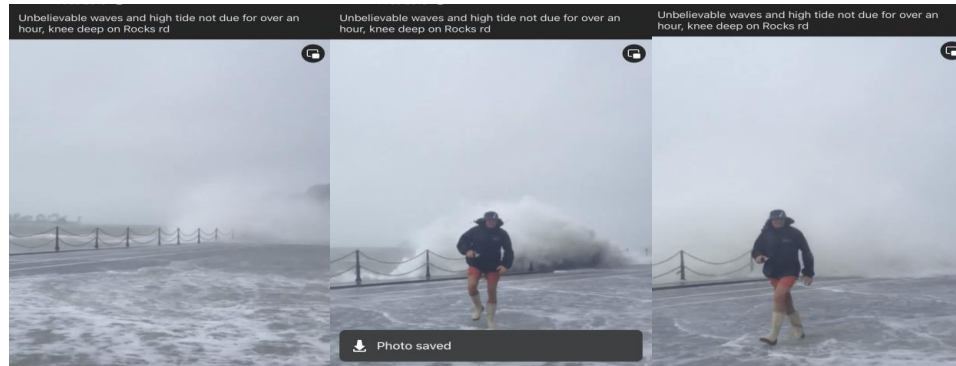 Unbelievable waves and high tide not due for over an
hour, knee deep on Rocks rd
Unbelievable waves and high tide not due for over an
hour, knee deep on Rocks rd
Unbelievable waves and high tide not due for over an
hour, knee deep on Rocks rd
Photo saved